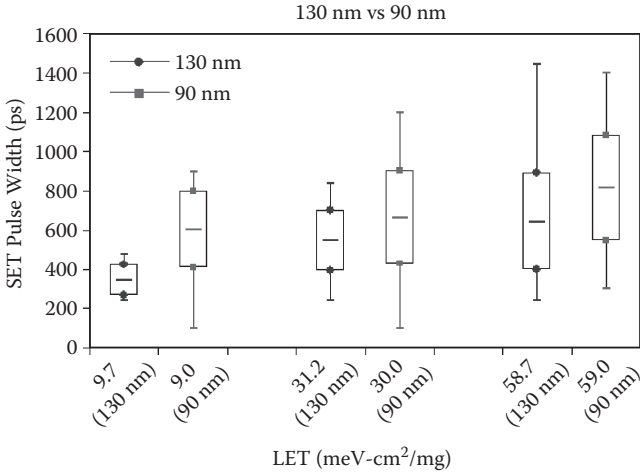 130 nm vs 90 nm
1600
1400
1200
1000
800
600
400
200
0
SET Pulse Width (ps)
130 nm
90 nm
9.7
(130 nm)
9.0
(90 nm)
31.2
(130 nm)
30.0
(90 nm)
58.7
(130 nm)
59.0
(90 nm)
LET (meV-cm²/mg)